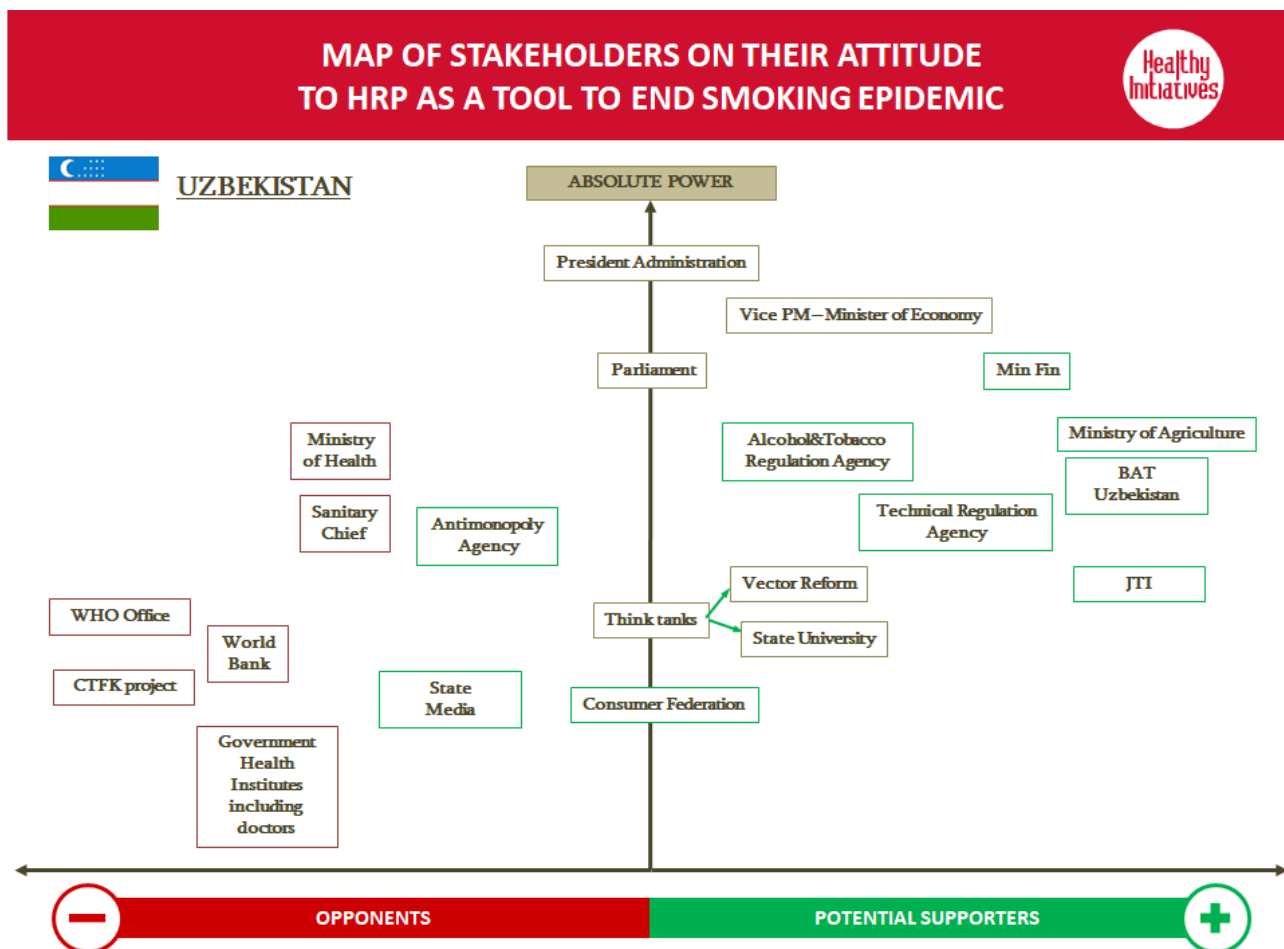 MAP OF STAKEHOLDERS ON THEIR ATTITUDE
TO HRP AS A TOOL TO END SMOKING EPIDEMIC
Healthy
Initiatives
UZBEKISTAN
ABSOLUTE POWER
President Administration
Vice PM–Minister of Economy
Parliament
Min Fin
Ministry
of Health
Alcohol&Tobacco
Regulation Agency
Ministry of Agriculture
BAT
Uzbekistan
Sanitary
Chief
Antimonopoly
Agency
Technical Regulation
Agency
Vector Reform
JTI
WHO Office
World
Bank
Think tanks
State University
CTFK project
State
Media
Consumer Federation
Government
Health
Institutes
including
doctors
OPPONENTS
POTENTIAL SUPPORTERS